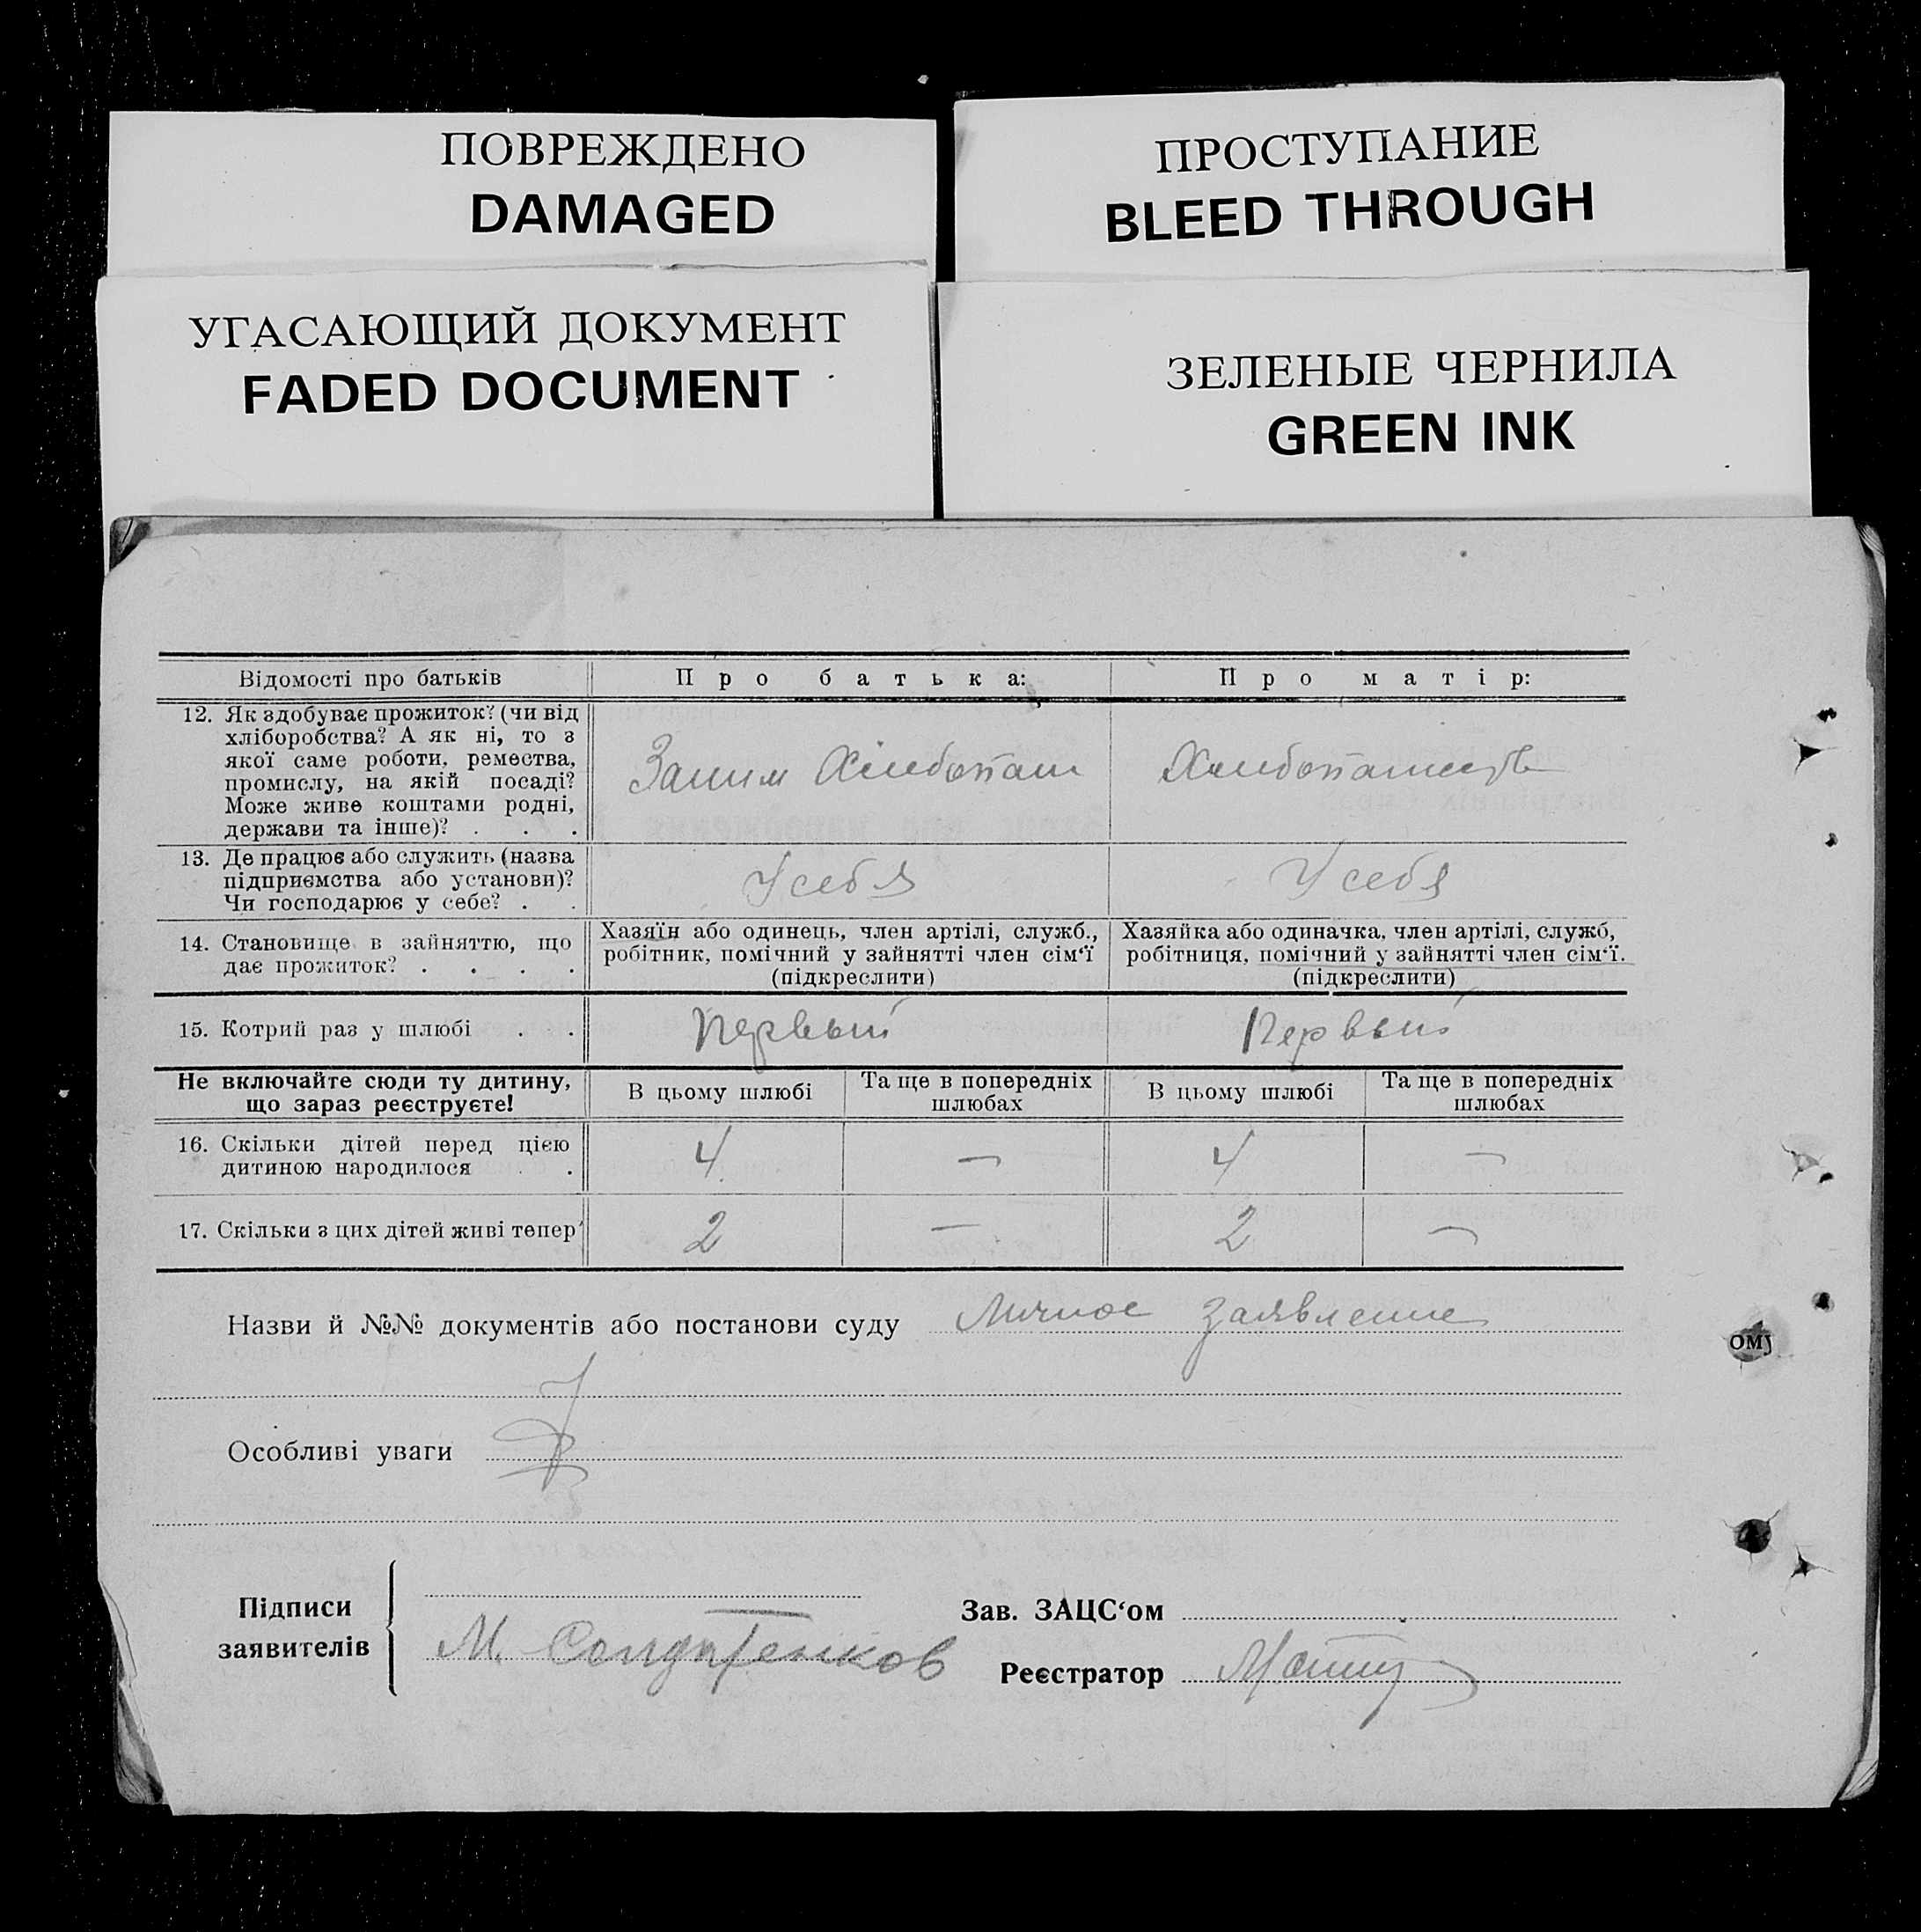 ПОВРЕЖДЕНО
DAMAGED
ПРОСТУПАНИЕ
BLEED THROUGH
УГАСАЮЩИЙ ДОКУМЕНТ
FADED DOCUMENT
ЗЕЛЕНЫЕ ЧЕРНИЛА
GREEN INK
Відомості про батьків
Про батька:
Про матір:
12. Як здобуває прожиток? (чи від
хліборобства? А як ні, то з
якої саме роботи, ремества,
промислу, на якій посаді?
Може живе коштами родні,
держави та інше)? . . .
Хлебопаш
13. Де працює або служить (назва
підприємства або установи)?
Чи господарює у себе? . .
У себя
У себя
14. Становище в зайняттю, що
дає прожиток? . . . .
Хазяїн або одинець, член артілі, служб.,
робітник, помічний у зайнятті член сім‘ї
(підкреслити)
Хазяйка або одиначка, член артілі, служб,
робітниця, помічний у зайнятті член сім‘ї.
(підкреслити)
15. Котрий раз у шлюбі . .
Первый
Первый
Не включайте сюди ту дитину,
що зараз реєструєте!
В цьому шлюбі
Та ще в попередніх
шлюбах
В цьому шлюбі
Та ще в попередніх
шлюбах
16. Скільки дітей перед цією
дитиною народилося .
4
—
4
—
17. Скільки з цих дітей живі тепер
2
—
2
—
Назви й №№ документів або постанови суду Личное заявление
Особливі уваги
Підписи
заявителів
М. Солдатенков
Зав. ЗАЦС‘ом
Реєстратор
ому